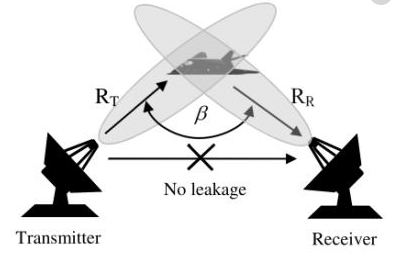 R_T
R_R
β
No leakage
Transmitter
Receiver